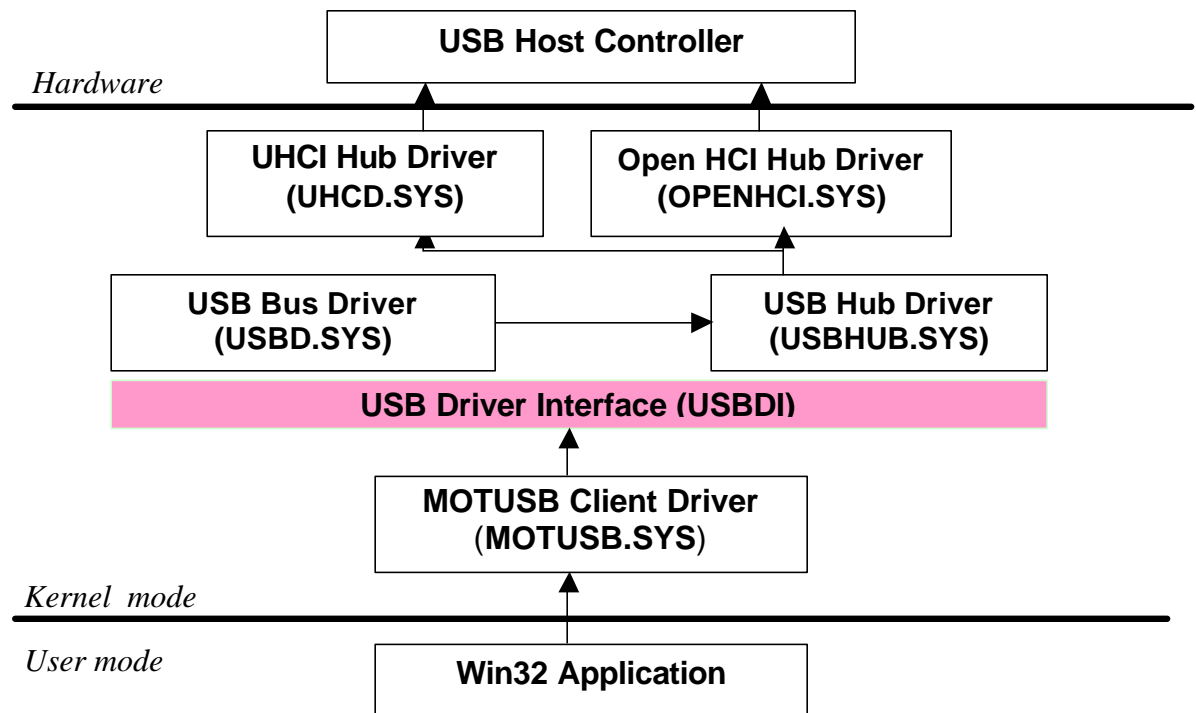 USB Host Controller
Hardware
UHCI Hub Driver
(UHCD.SYS)
Open HCI Hub Driver
(OPENHCI.SYS)
USB Bus Driver
(USBD.SYS)
USB Hub Driver
(USBHUB.SYS)
USB Driver Interface (USBDI)
MOTUSB Client Driver
(MOTUSB.SYS)
Kernel mode
User mode
Win32 Application